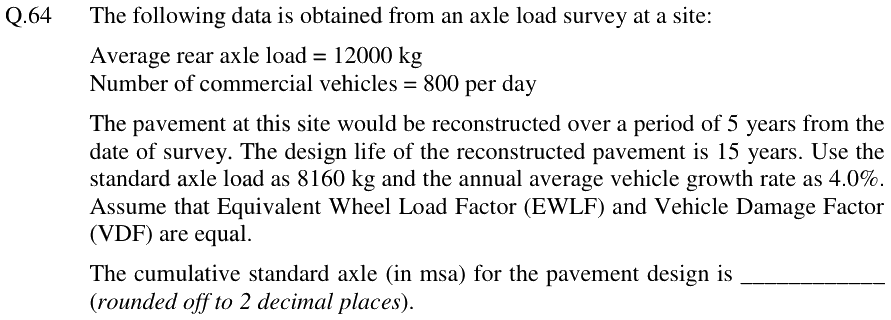 Q.64 The following data is obtained from an axle load survey at a site:
Average rear axle load = 12000 kg
Number of commercial vehicles = 800 per day
The pavement at this site would be reconstructed over a period of 5 years from the
date of survey. The design life of the reconstructed pavement is 15 years. Use the
standard axle load as 8160 kg and the annual average vehicle growth rate as 4.0%.
Assume that Equivalent Wheel Load Factor (EWLF) and Vehicle Damage Factor
(VDF) are equal.
The cumulative standard axle (in msa) for the pavement design is ____________
(rounded off to 2 decimal places).